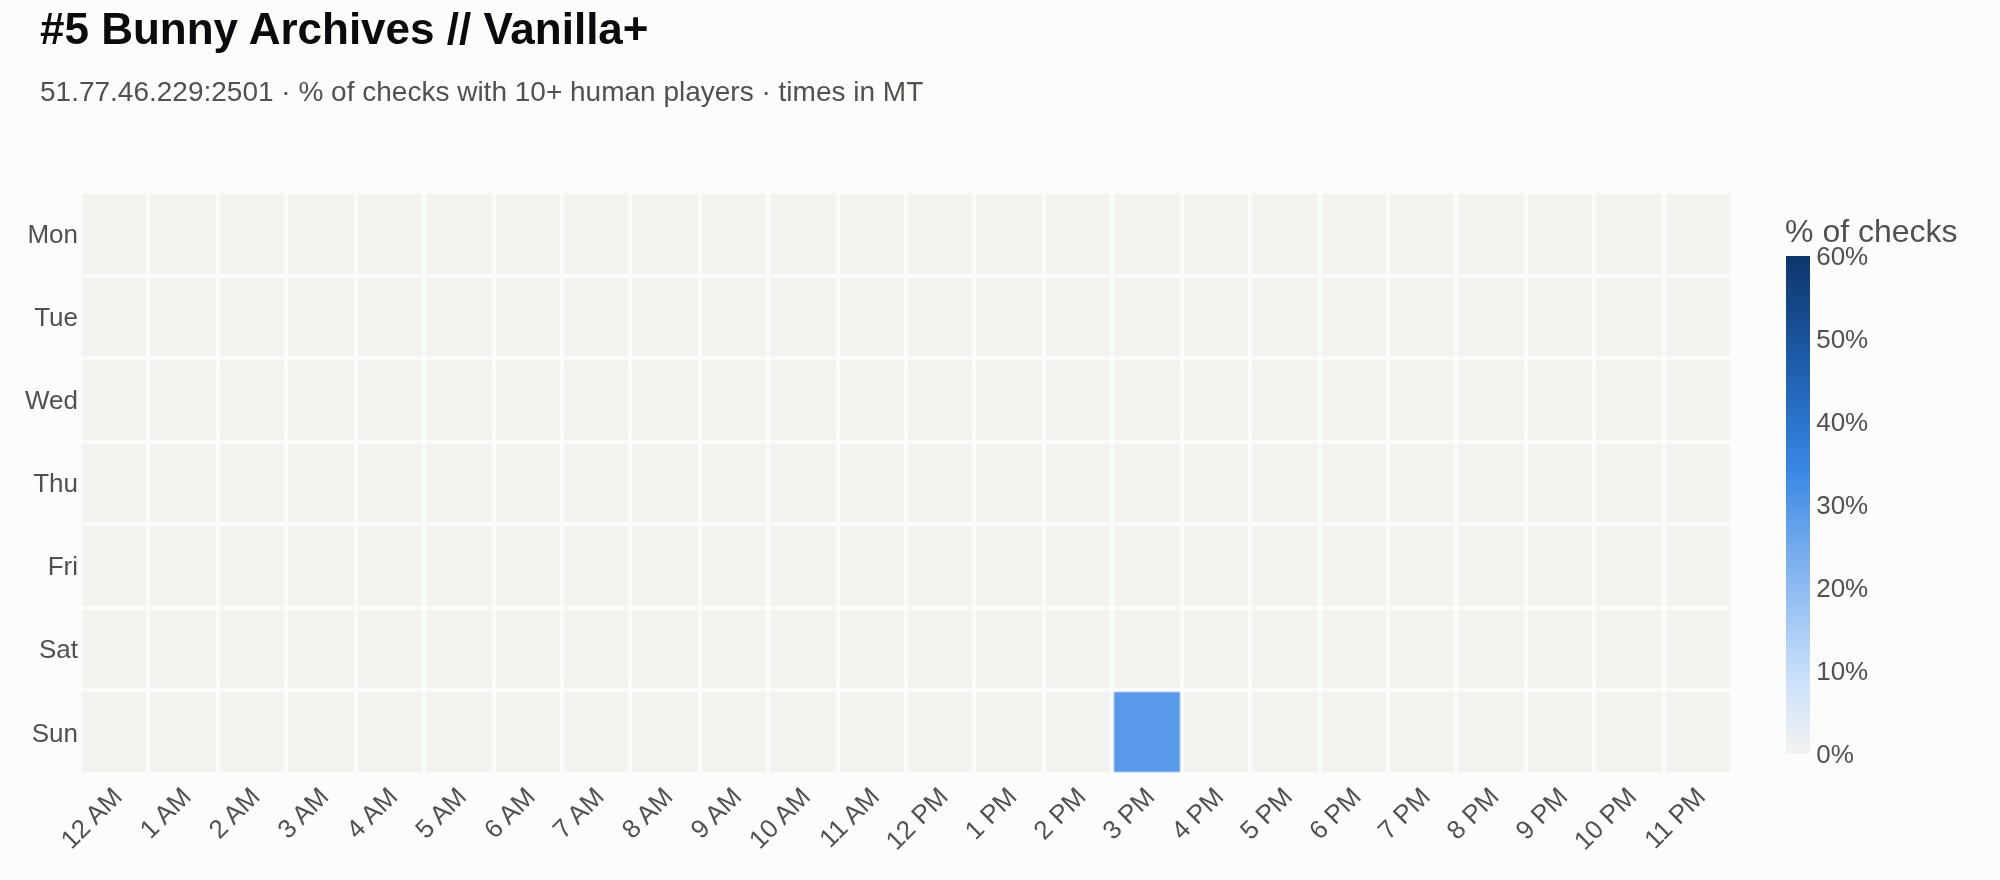 #5 Bunny Archives // Vanilla+
51.77.46.229:2501 · % of checks with 10+ human players · times in MT
% of checks
60%
50%
40%
30%
20%
10%
0%
Mon
Tue
Wed
Thu
Fri
Sat
Sun
12 AM
1 AM
2 AM
3 AM
4 AM
5 AM
6 AM
7 AM
8 AM
9 AM
10 AM
11 AM
12 PM
1 PM
2 PM
3 PM
4 PM
5 PM
6 PM
7 PM
8 PM
9 PM
10 PM
11 PM